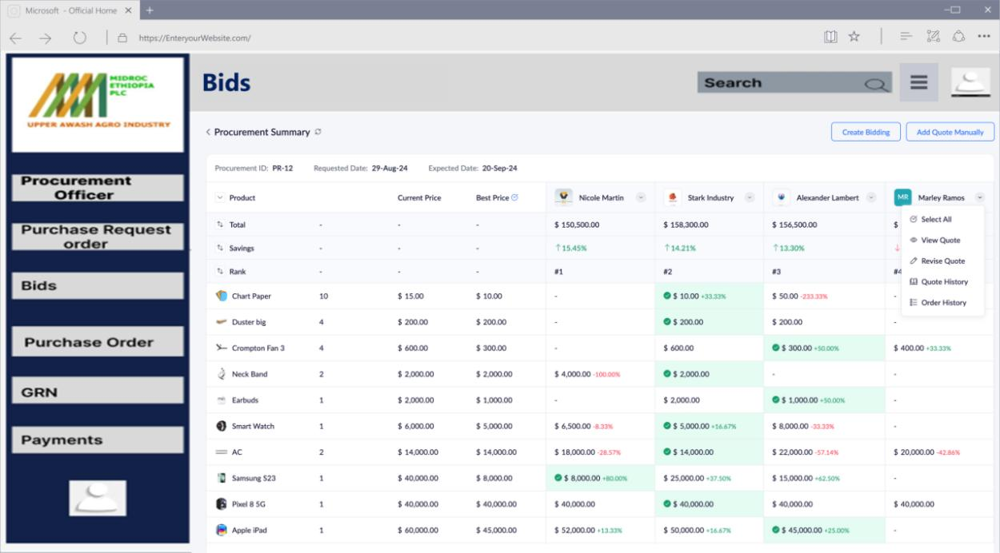 Microsoft - Official Home
https://EnteryourWebsite.com/
MIDROC
ETHIOPIA
PLC
UPPER AWASH AGRO INDUSTRY
Procurement
Officer
Purchase Request
order
Bids
Purchase Order
GRN
Payments
Bids
Search
Procurement Summary
Create Bidding
Add Quote Manually
Procurement ID: PR-12 Requested Date: 29-Aug-24 Expected Date: 20-Sep-24
Product Current Price Best Price Nicole Martin Stark Industry Alexander Lambert MR Marley Ramos
Total - - - $ 150,500.00 $ 158,300.00 $ 156,500.00 $
Savings - - - ↑15.45% ↑14.21% ↑13.30% ↓
Rank - - - #1 #2 #3 #4
Select All
View Quote
Revise Quote
Quote History
Order History
Chart Paper 10 $ 15.00 $ 10.00 - $ 10.00 +33.33% $ 50.00 -233.33% -
Duster big 4 $ 200.00 $ 200.00 - $ 200.00 $ 200.00 -
Crompton Fan 3 4 $ 600.00 $ 300.00 - $ 600.00 $ 300.00 +50.00% $ 400.00 +33.33%
Neck Band 2 $ 2,000.00 $ 2,000.00 $ 4,000.00 -100.00% $ 2,000.00 - -
Earbuds 1 $ 2,000.00 $ 1,000.00 - $ 2,000.00 $ 1,000.00 +50.00% -
Smart Watch 1 $ 6,000.00 $ 5,000.00 $ 6,500.00 -8.33% $ 5,000.00 +16.67% $ 8,000.00 -33.33% -
AC 2 $ 14,000.00 $ 14,000.00 $ 18,000.00 -28.57% $ 14,000.00 $ 22,000.00 -57.14% $ 20,000.00 -42.86%
Samsung S23 1 $ 40,000.00 $ 8,000.00 $ 8,000.00 +80.00% $ 25,000.00 +37.50% $ 15,000.00 +62.50% -
Pixel 8 5G 1 $ 40,000.00 $ 40,000.00 $ 40,000.00 $ 40,000.00 $ 40,000.00 $ 40,000.00
Apple iPad 1 $ 60,000.00 $ 45,000.00 $ 52,000.00 +13.33% $ 50,000.00 +16.67% $ 45,000.00 +25.00% -